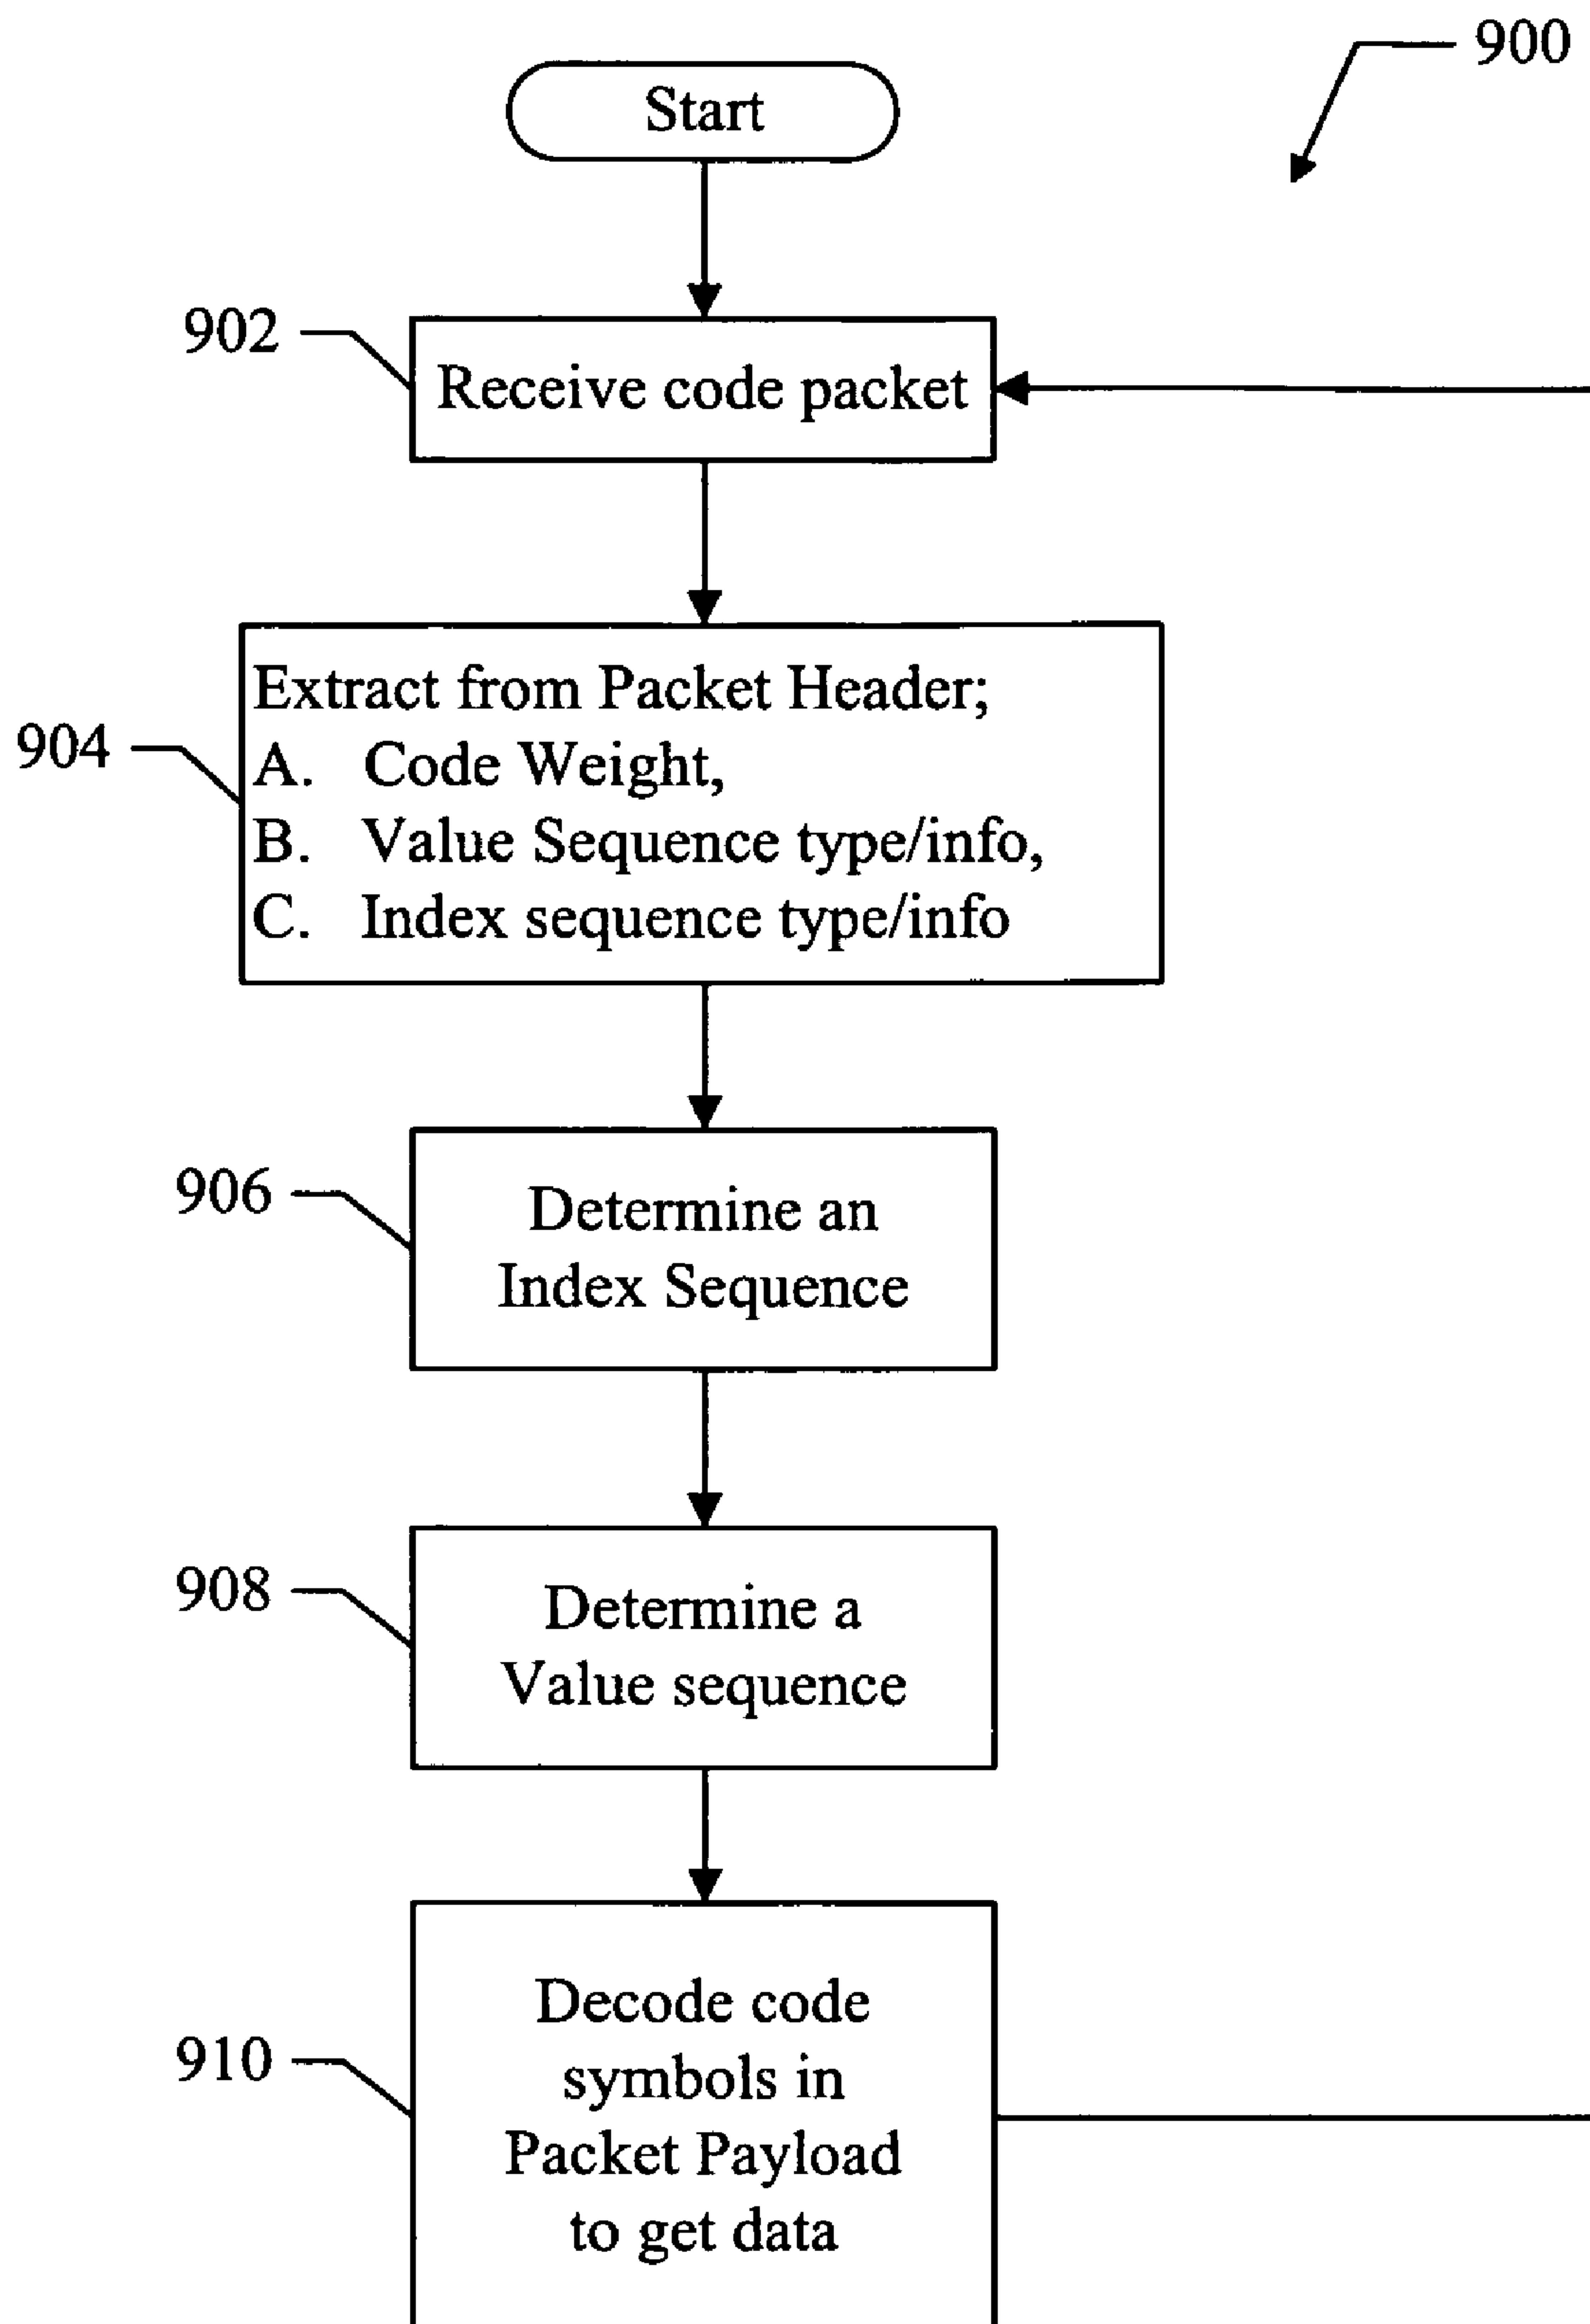 900
Start
902
Receive code packet
904
Extract from Packet Header;
A. Code Weight,
B. Value Sequence type/info,
C. Index sequence type/info
906
Determine an
Index Sequence
908
Determine a
Value sequence
910
Decode code
symbols in
Packet Payload
to get data